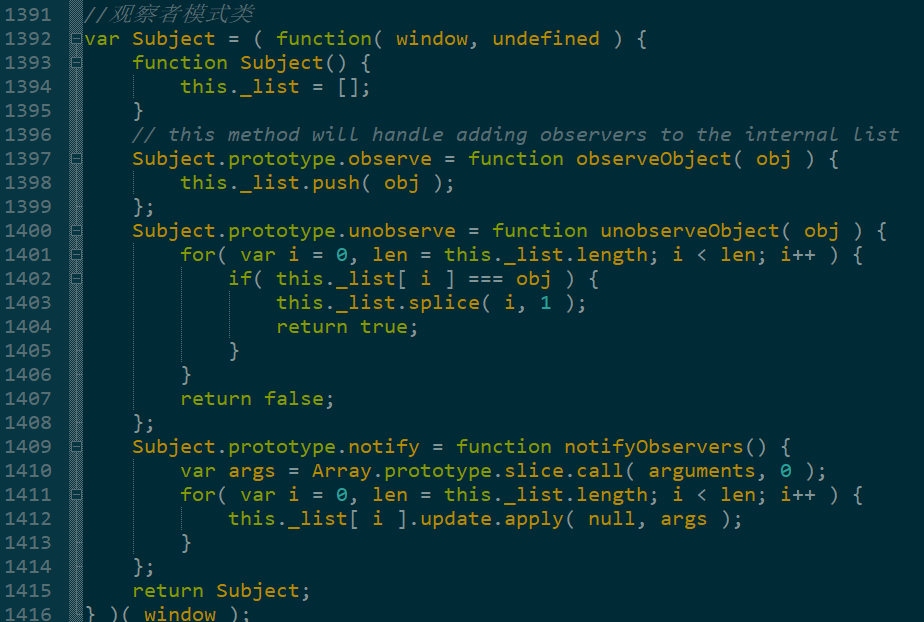 1391 //观察者模式类
1392 var Subject = ( function( window, undefined ) {
1393     function Subject() {
1394         this._list = [];
1395     }
1396     // this method will handle adding observers to the internal list
1397     Subject.prototype.observe = function observeObject( obj ) {
1398         this._list.push( obj );
1399     };
1400     Subject.prototype.unobserve = function unobserveObject( obj ) {
1401         for( var i = 0, len = this._list.length; i < len; i++ ) {
1402             if( this._list[ i ] === obj ) {
1403                 this._list.splice( i, 1 );
1404                 return true;
1405             }
1406         }
1407         return false;
1408     };
1409     Subject.prototype.notify = function notifyObservers() {
1410         var args = Array.prototype.slice.call( arguments, 0 );
1411         for( var i = 0, len = this._list.length; i < len; i++ ) {
1412             this._list[ i ].update.apply( null, args );
1413         }
1414     };
1415     return Subject;
1416 } )( window );